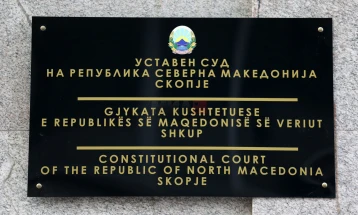 УСТАВЕН СУД
НА РЕПУБЛИКА СЕВЕРНА МАКЕДОНИЈА
СКОПЈЕ
GJYKATA KUSHTETUESE
E REPUBLIKËS SË MAQEDONISË SË VERIUT
SHKUP
CONSTITUTIONAL COURT
OF THE REPUBLIC OF NORTH MACEDONIA
SKOPJE